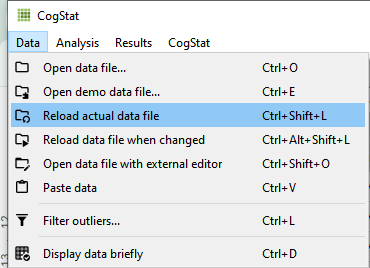 CogStat
Data Analysis Results CogStat
Open data file... Ctrl+O
Open demo data file... Ctrl+E
Reload actual data file Ctrl+Shift+L
Reload data file when changed Ctrl+Alt+Shift+L
Open data file with external editor Ctrl+Shift+O
Paste data Ctrl+V
Filter outliers... Ctrl+L
Display data briefly Ctrl+D
12
13